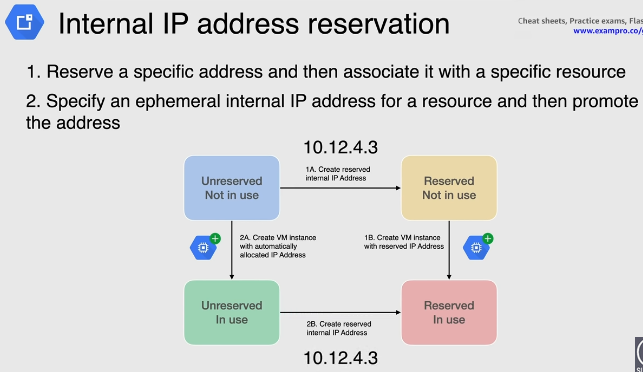 Internal IP address reservation
Cheat sheets, Practice exams,
www.exampro.co/
1. Reserve a specific address and then associate it with a specific resource
2. Specify an ephemeral internal IP address for a resource and then promote
the address
10.12.4.3
Unreserved
Not in use
1A. Create reserved
internal IP Address
Reserved
Not in use
2A. Create VM instance
with automatically
allocated IP Address
1B. Create VM instance
with reserved IP Address
Unreserved
In use
2B. Create reserved
internal IP Address
Reserved
In use
10.12.4.3